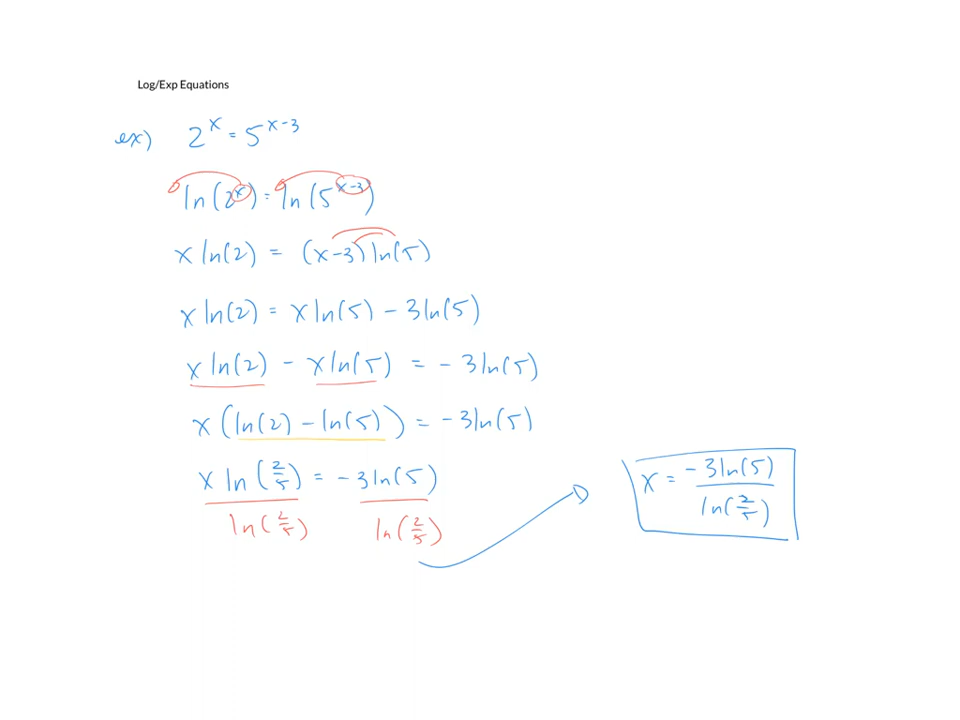 Log/Exp Equations
ex) 2^x = 5^{x-3}
ln(2^x) = ln(5^{x-3})
x ln(2) = (x-3) ln(5)
x ln(2) = x ln(5) - 3 ln(5)
x ln(2) - x ln(5) = -3 ln(5)
x (ln(2) - ln(5)) = -3 ln(5)
x ln(2/5) = -3 ln(5)
ln(2/5) ln(2/5)
x = -3 ln(5) / ln(2/5)